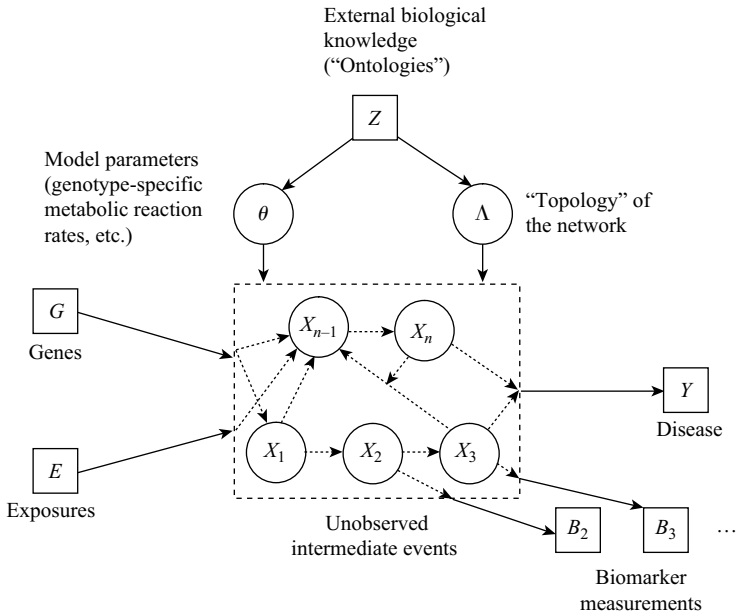 External biological
knowledge
(“Ontologies”)
Z
Model parameters
(genotype-specific
metabolic reaction
rates, etc.)
θ
Λ
“Topology” of
the network
G
Genes
X_{n–1}
X_n
Y
Disease
E
Exposures
X_1
X_2
X_3
Unobserved
intermediate events
B_2
B_3
...
Biomarker
measurements